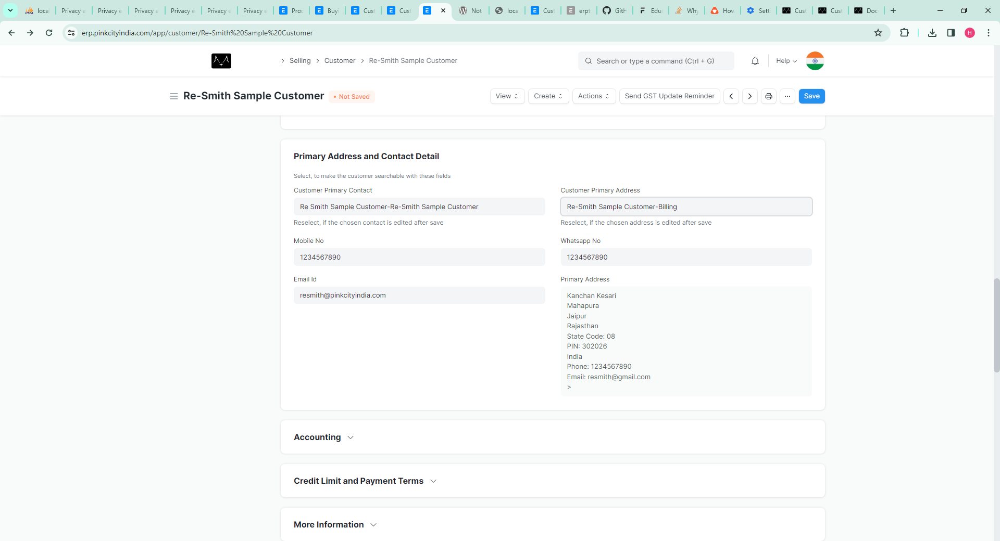 loca
Privacy e
Privacy e
Privacy e
Privacy e
Privacy e
Privacy e
Proc
Buyi
Cust
Cust
Not
loca
Cust
erpt
GitH
Edu
Why
How
Sett
Cust
Cust
Doc
erp.pinkcityindia.com/app/customer/Re-Smith%20Sample%20Customer
H
Selling > Customer > Re-Smith Sample Customer
Search or type a command (Ctrl + G)
Help
Re-Smith Sample Customer
• Not Saved
View
Create
Actions
Send GST Update Reminder
Save
Primary Address and Contact Detail
Select, to make the customer searchable with these fields
Customer Primary Contact
Re Smith Sample Customer-Re-Smith Sample Customer
Reselect, if the chosen contact is edited after save
Customer Primary Address
Re-Smith Sample Customer-Billing
Reselect, if the chosen address is edited after save
Mobile No
1234567890
Whatsapp No
1234567890
Email Id
resmith@pinkcityindia.com
Primary Address
Kanchan Kesari
Mahapura
Jaipur
Rajasthan
State Code: 08
PIN: 302026
India
Phone: 1234567890
Email: resmith@gmail.com
>
Accounting
Credit Limit and Payment Terms
More Information